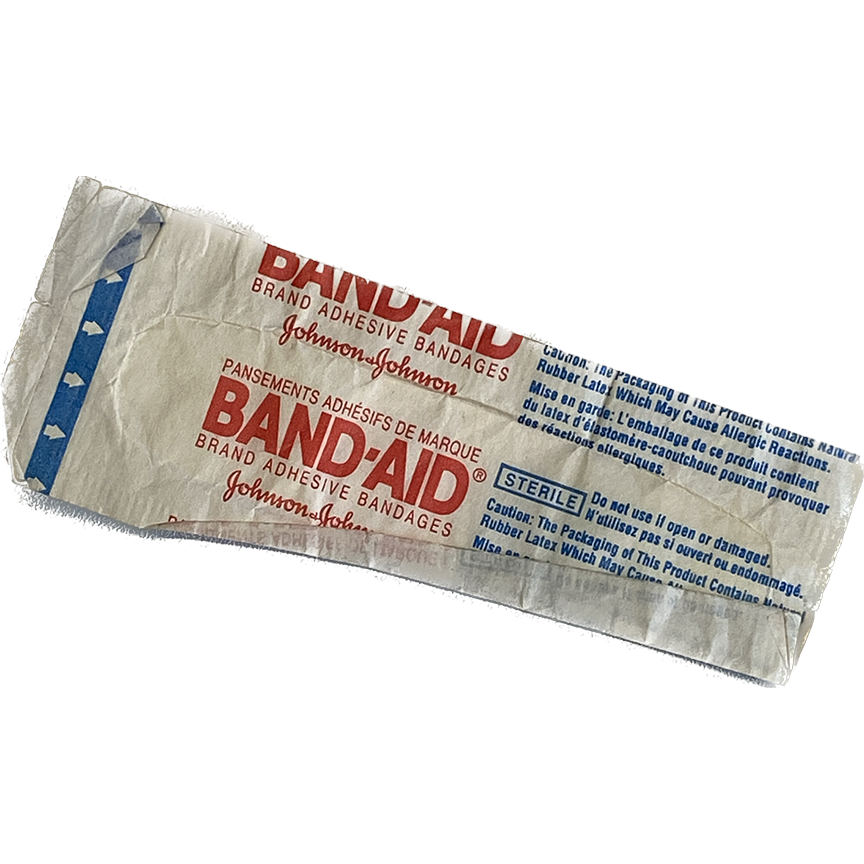 BAND-AID
BRAND ADHESIVE BANDAGES
Johnson & Johnson
Caution: The Packaging of This Product Contains Natural
Rubber Latex Which May Cause Allergic Reactions.
Mise en garde: L'emballage de ce produit contient
du latex d'élastomère-caoutchouc pouvant provoquer
des réactions allergiques.
PANSEMENTS ADHÉSIFS DE MARQUE
BAND-AID®
BRAND ADHESIVE BANDAGES
Johnson & Johnson
STERILE
Do not use if open or damaged.
N'utilisez pas si ouvert ou endommagé.
Caution: The Packaging of This Product Contains
Rubber Latex Which May Cause
Mise en